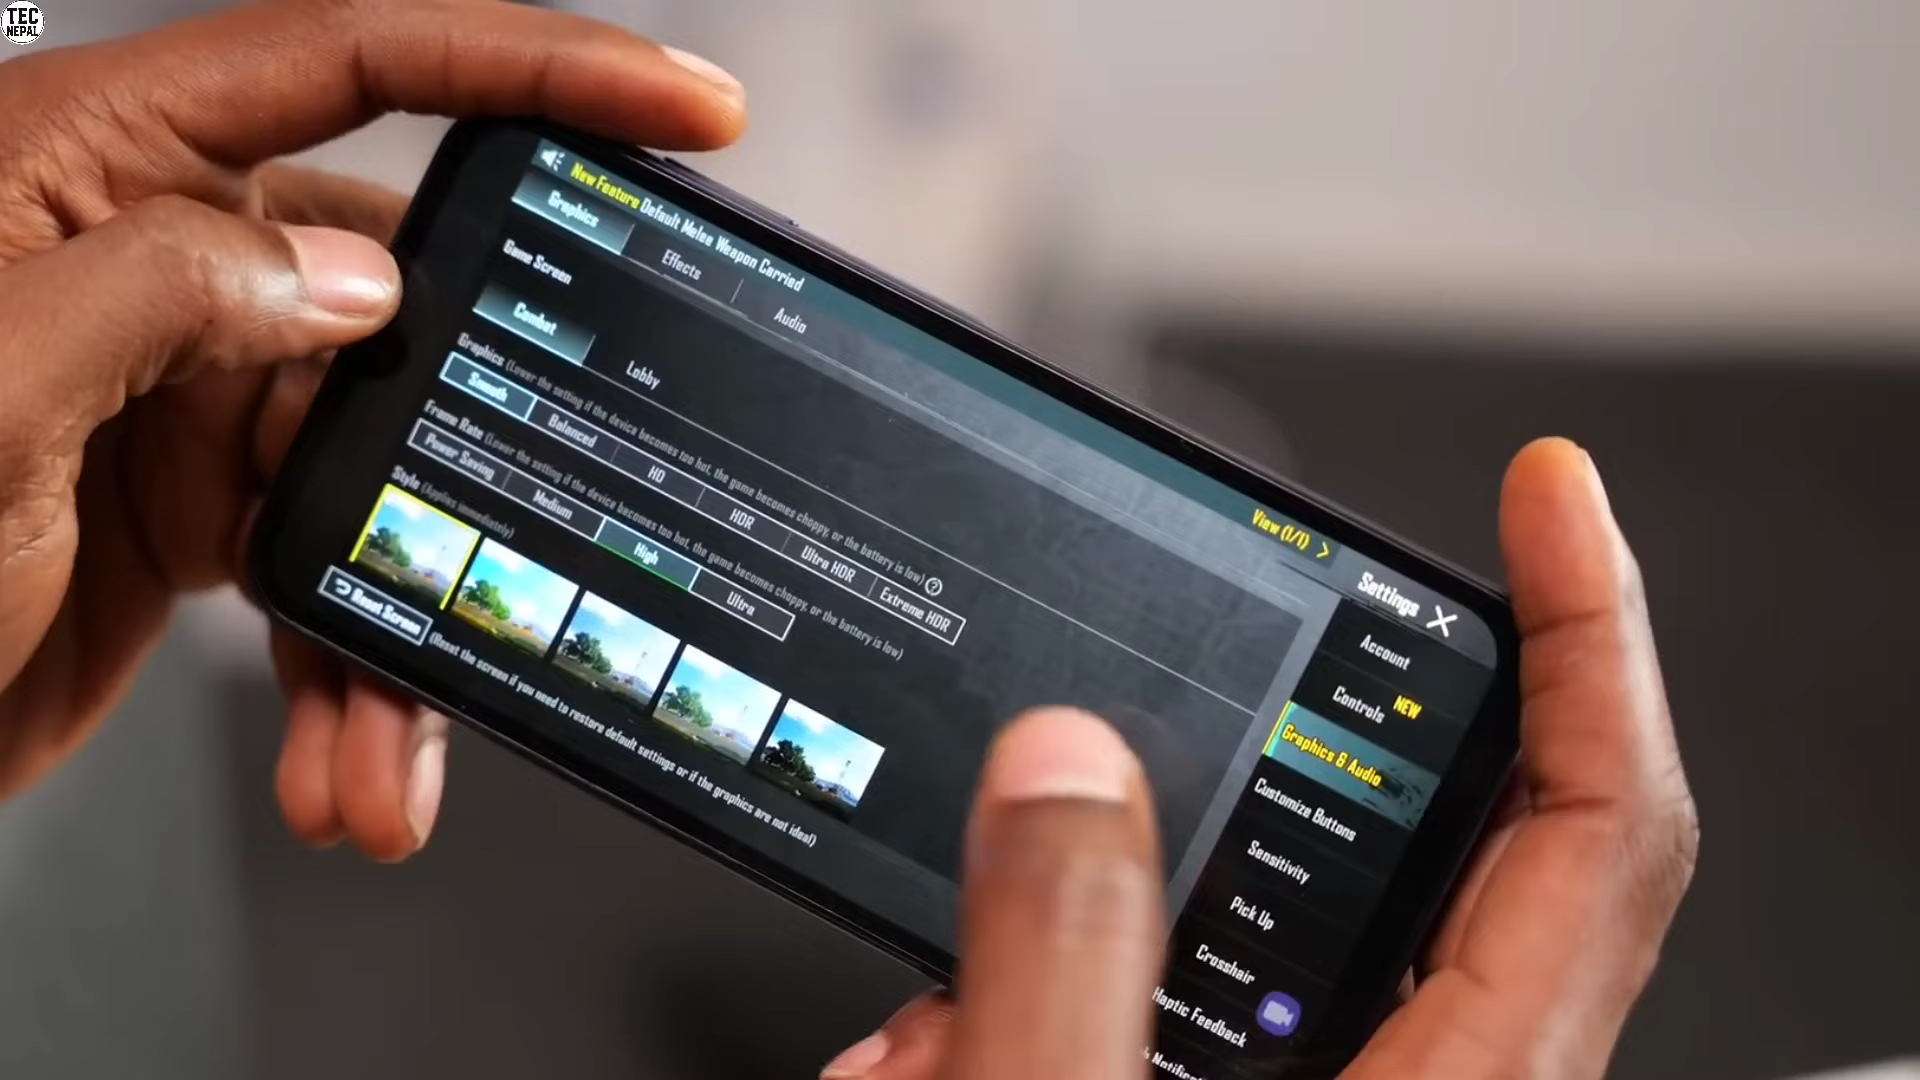 TEC
NEPAL
New Feature Default Melee Weapon Carried
View (1/1) >
Graphics
Effects
Audio
Game Screen
Combat
Lobby
Graphics (Lower the setting if the device becomes too hot, the game becomes choppy, or the battery is low) ?
Smooth
Balanced
HD
HDR
Ultra HDR
Extreme HDR
Frame Rate (Lower the setting if the device becomes too hot, the game becomes choppy, or the battery is low)
Power Saving
Medium
High
Ultra
Style (Applies immediately)
Reset Screen
(Reset the screen if you need to restore default settings or if the graphics are not ideal)
Settings X
Account
Controls NEW
Graphics & Audio
Customize Buttons
Sensitivity
Pick Up
Crosshair
Haptic Feedback